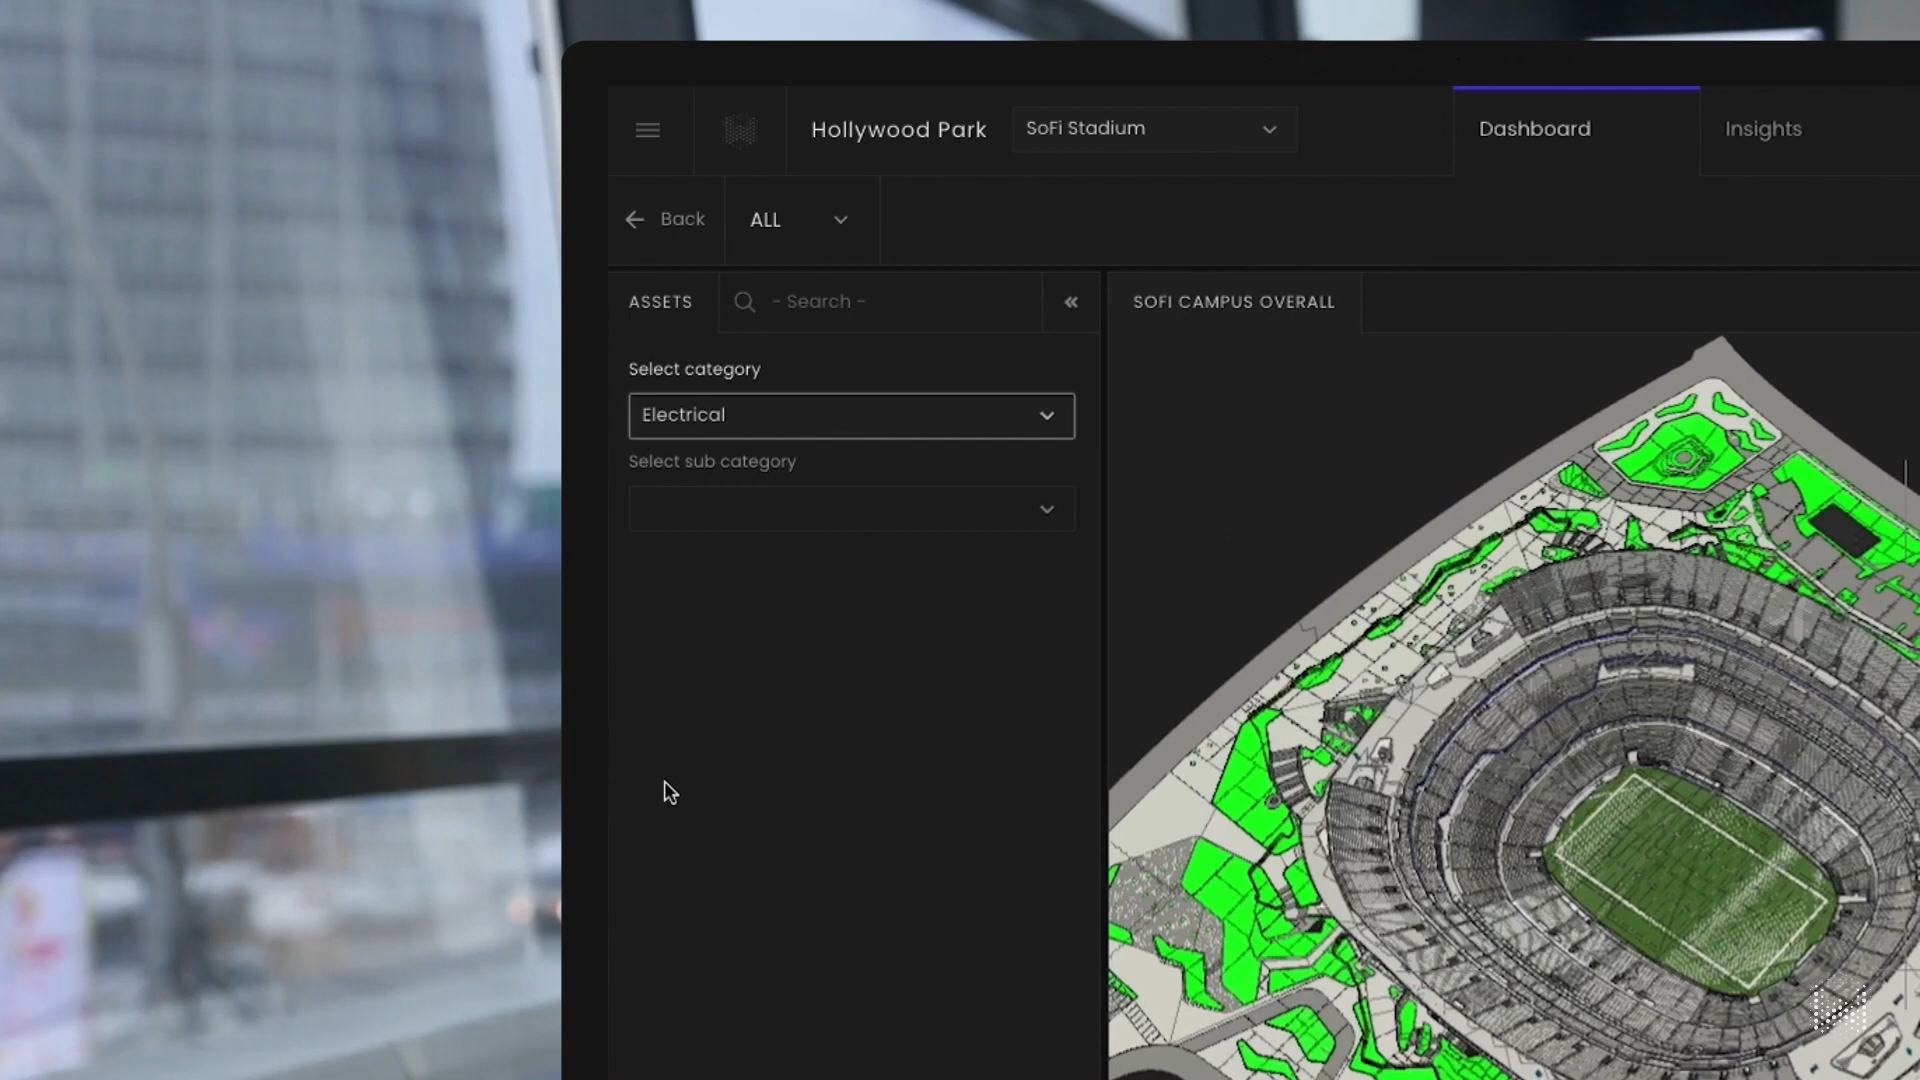 Hollywood Park
SoFi Stadium
Dashboard
Insights
Back
ALL
ASSETS
- Search -
SOFI CAMPUS OVERALL
Select category
Electrical
Select sub category